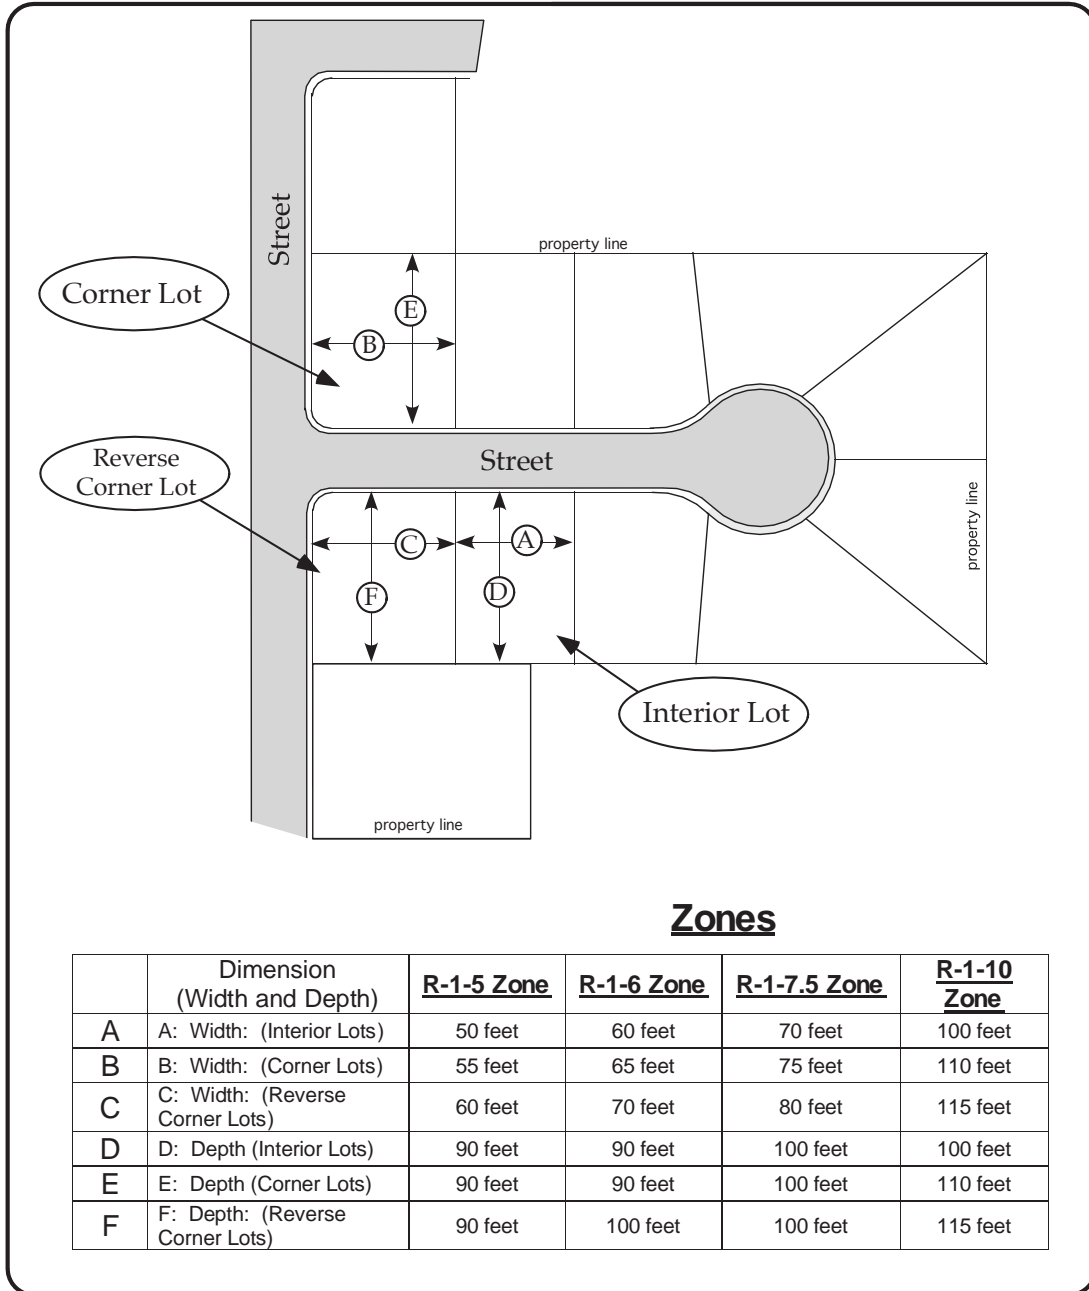 Street
property line
Corner Lot
E
B
Reverse
Corner Lot
Street
C
A
F
D
property line
Interior Lot
property line
Zones
Dimension
(Width and Depth)
R-1-5 Zone
R-1-6 Zone
R-1-7.5 Zone
R-1-10
Zone
A
A: Width: (Interior Lots)
50 feet
60 feet
70 feet
100 feet
B
B: Width: (Corner Lots)
55 feet
65 feet
75 feet
110 feet
C
C: Width: (Reverse
Corner Lots)
60 feet
70 feet
80 feet
115 feet
D
D: Depth (Interior Lots)
90 feet
90 feet
100 feet
100 feet
E
E: Depth (Corner Lots)
90 feet
90 feet
100 feet
110 feet
F
F: Depth: (Reverse
Corner Lots)
90 feet
100 feet
100 feet
115 feet